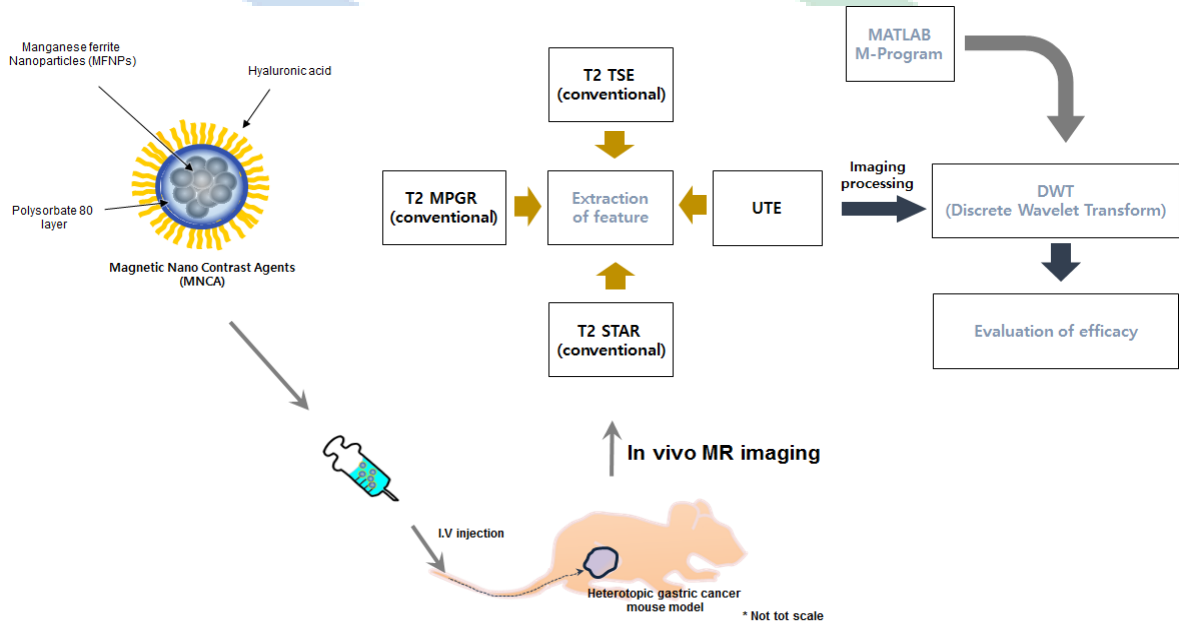 Manganese ferrite
Nanoparticles (MFNPs)
Hyaluronic acid
Polysorbate 80
layer
Magnetic Nano Contrast Agents
(MNCA)
T2 TSE
(conventional)
T2 MPGR
(conventional)
Extraction
of feature
UTE
T2 STAR
(conventional)
Imaging
processing
MATLAB
M-Program
DWT
(Discrete Wavelet Transform)
Evaluation of efficacy
In vivo MR imaging
I.V injection
Heterotopic gastric cancer
mouse model
* Not tot scale